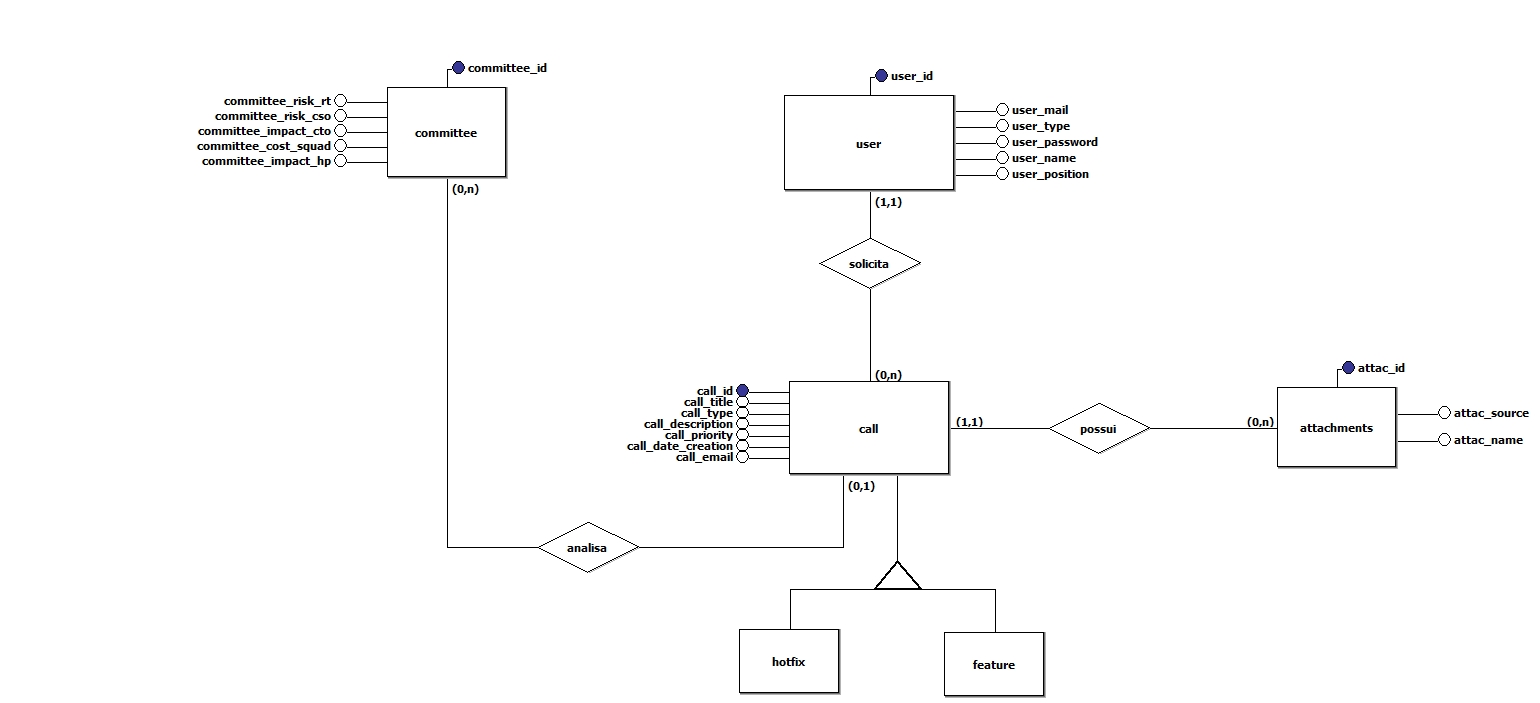 committee_id
committee_risk_rt
committee_risk_cso
committee_impact_cto
committee_cost_squad
committee_impact_hp
committee
(0,n)
user_id
user_mail
user_type
user_password
user_name
user_position
user
(1,1)
solicita
(0,n)
call_id
call_title
call_type
call_description
call_priority
call_date_creation
call_email
call
(1,1)
possui
(0,n)
attac_id
attachments
attac_source
attac_name
(0,1)
analisa
hotfix
feature